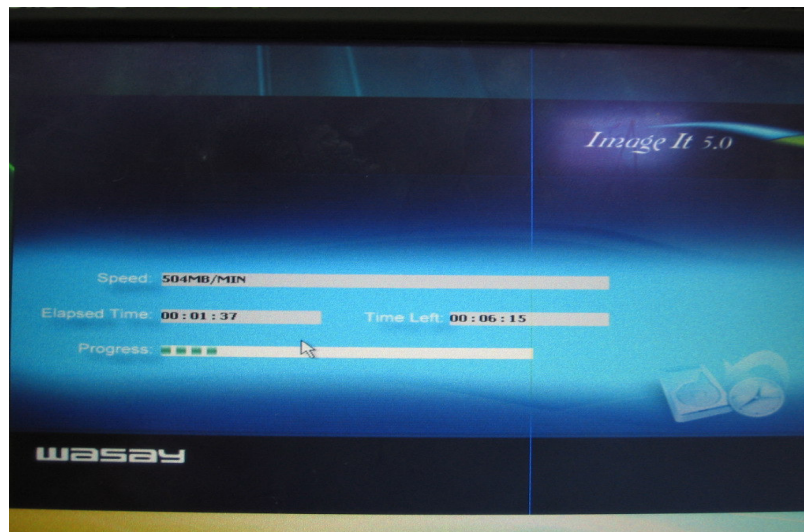 Image It 5.0
Speed: 504MB/MIN
Elapsed Time: 00:01:37 Time Left: 00:06:15
Progress:
wasay